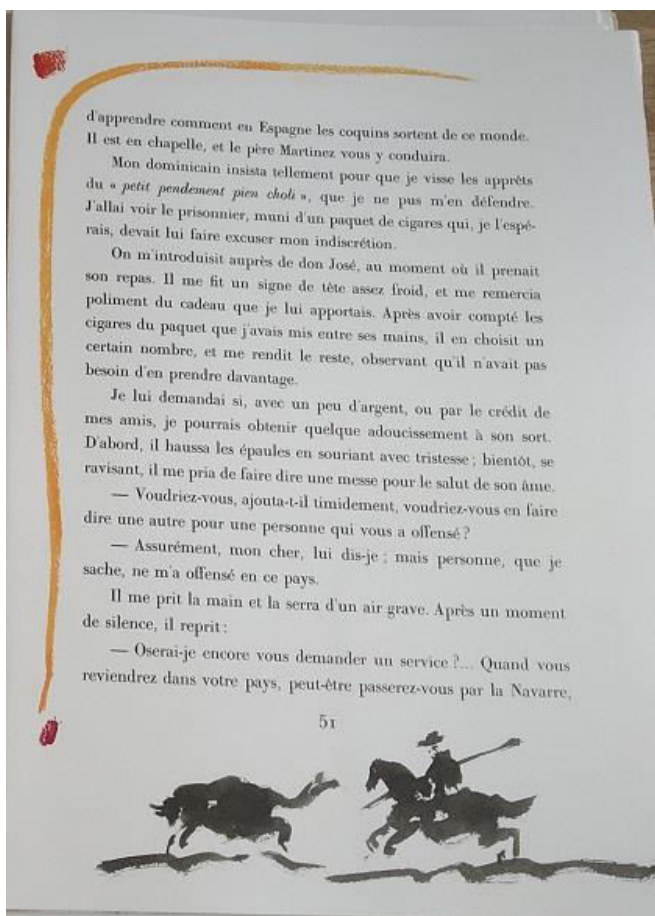 d'apprendre comment en Espagne les coquins sortent de ce monde.
Il est en chapelle, et le père Martinez vous y conduira.
Mon dominicain insista tellement pour que je visse les apprêts
du « petit pendement pien choli », que je ne pus m'en défendre.
J'allai voir le prisonnier, muni d'un paquet de cigares qui, je l'espé-
rais, devait lui faire excuser mon indiscrétion.
On m'introduisit auprès de don José, au moment où il prenait
son repas. Il me fit un signe de tête assez froid, et me remercia
poliment du cadeau que je lui apportais. Après avoir compté les
cigares du paquet que j'avais mis entre ses mains, il en choisit un
certain nombre, et me rendit le reste, observant qu'il n'avait pas
besoin d'en prendre davantage.
Je lui demandai si, avec un peu d'argent, ou par le crédit de
mes amis, je pourrais obtenir quelque adoucissement à son sort.
D'abord, il haussa les épaules en souriant avec tristesse ; bientôt, se
ravisant, il me pria de faire dire une messe pour le salut de son âme.
— Voudriez-vous, ajouta-t-il timidement, voudriez-vous en faire
dire une autre pour une personne qui vous a offensé ?
— Assurément, mon cher, lui dis-je ; mais personne, que je
sache, ne m'a offensé en ce pays.
Il me prit la main et la serra d'un air grave. Après un moment
de silence, il reprit :
— Oserai-je encore vous demander un service ?... Quand vous
reviendrez dans votre pays, peut-être passerez-vous par la Navarre,
51